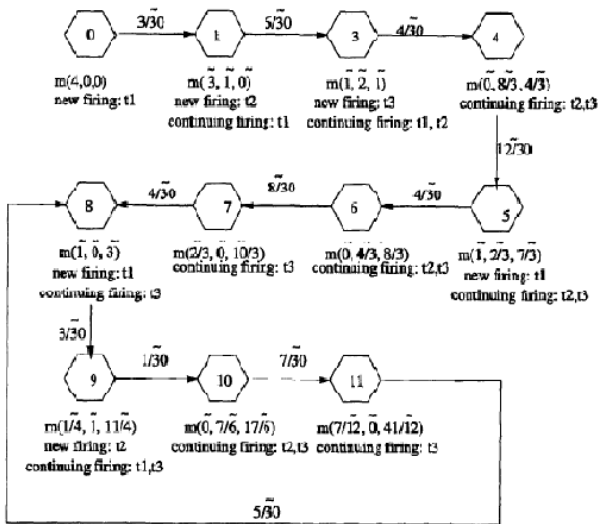 3/30 5/30 4/30
0 1 3 4
m(4,0,0) m(3, 1, 0) m(1, 2, 1) m(0, 8/3, 4/3)
new firing: t1 new firing: t2 new firing: t3 continuing firing: t2,t3
continuing firing: t1 continuing firing: t1, t2
12/30
4/30 8/30 4/30
8 7 6 5
m(1, 0, 3) m(2/3, 0, 10/3) m(0, 4/3, 8/3) m(1, 2/3, 7/3)
new firing: t1 continuing firing: t3 continuing firing: t2,t3 new firing: t1
continuing firing: t3 continuing firing: t2,t3
3/30
1/30 7/30
9 10 11
m(1/4, 1, 11/4) m(0, 7/6, 17/6) m(7/12, 0, 41/12)
new firing: t2 continuing firing: t2,t3 continuing firing: t3
continuing firing: t1,t3
5/30